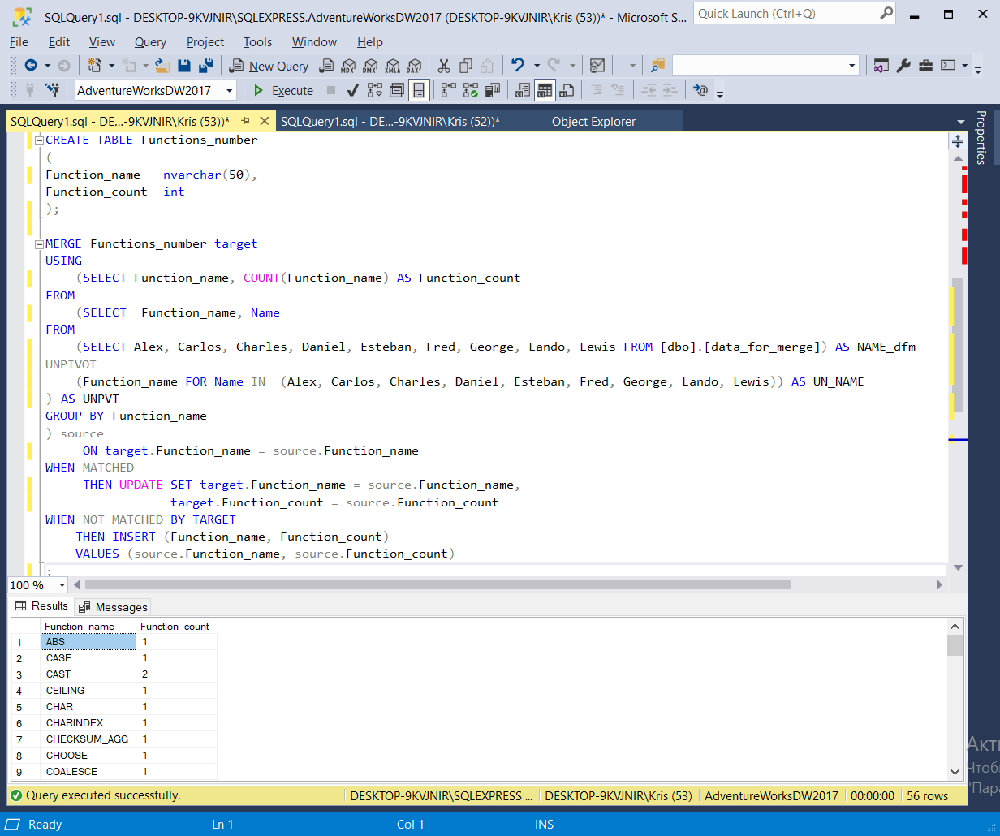 SQLQuery1.sql - DESKTOP-9KVJNIR\SQLEXPRESS.AdventureWorksDW2017 (DESKTOP-9KVJNIR\Kris (53))* - Microsoft S...
Quick Launch (Ctrl+Q)
File Edit View Query Project Tools Window Help
New Query MDX DMX XMLA DAX
AdventureWorksDW2017 Execute
SQLQuery1.sql - DE...-9KVJNIR\Kris (53))* SQLQuery1.sql - DE...-9KVJNIR\Kris (52))* Object Explorer
Properties
CREATE TABLE Functions_number
(
Function_name nvarchar(50),
Function_count int
);
MERGE Functions_number target
USING
(SELECT Function_name, COUNT(Function_name) AS Function_count
FROM
(SELECT Function_name, Name
FROM
(SELECT Alex, Carlos, Charles, Daniel, Esteban, Fred, George, Lando, Lewis FROM [dbo].[data_for_merge]) AS NAME_dfm
UNPIVOT
(Function_name FOR Name IN (Alex, Carlos, Charles, Daniel, Esteban, Fred, George, Lando, Lewis)) AS UN_NAME
) AS UNPVT
GROUP BY Function_name
) source
ON target.Function_name = source.Function_name
WHEN MATCHED
THEN UPDATE SET target.Function_name = source.Function_name,
target.Function_count = source.Function_count
WHEN NOT MATCHED BY TARGET
THEN INSERT (Function_name, Function_count)
VALUES (source.Function_name, source.Function_count)
;
100 %
Results Messages
Function_name Function_count
1 ABS 1
2 CASE 1
3 CAST 2
4 CEILING 1
5 CHAR 1
6 CHARINDEX 1
7 CHECKSUM_AGG 1
8 CHOOSE 1
9 COALESCE 1
Query executed successfully. DESKTOP-9KVJNIR\SQLEXPRESS ... DESKTOP-9KVJNIR\Kris (53) AdventureWorksDW2017 00:00:00 56 rows
Ready Ln 1 Col 1 INS